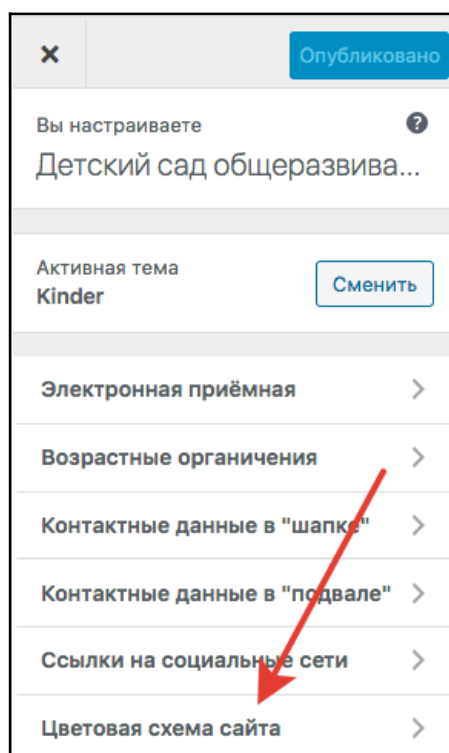 Опубликовано
Вы настраиваете
Детский сад общеразвива...
Активная тема
Kinder
Сменить
Электронная приёмная
Возрастные органичения
Контактные данные в "шапке"
Контактные данные в "подвале"
Ссылки на социальные сети
Цветовая схема сайта